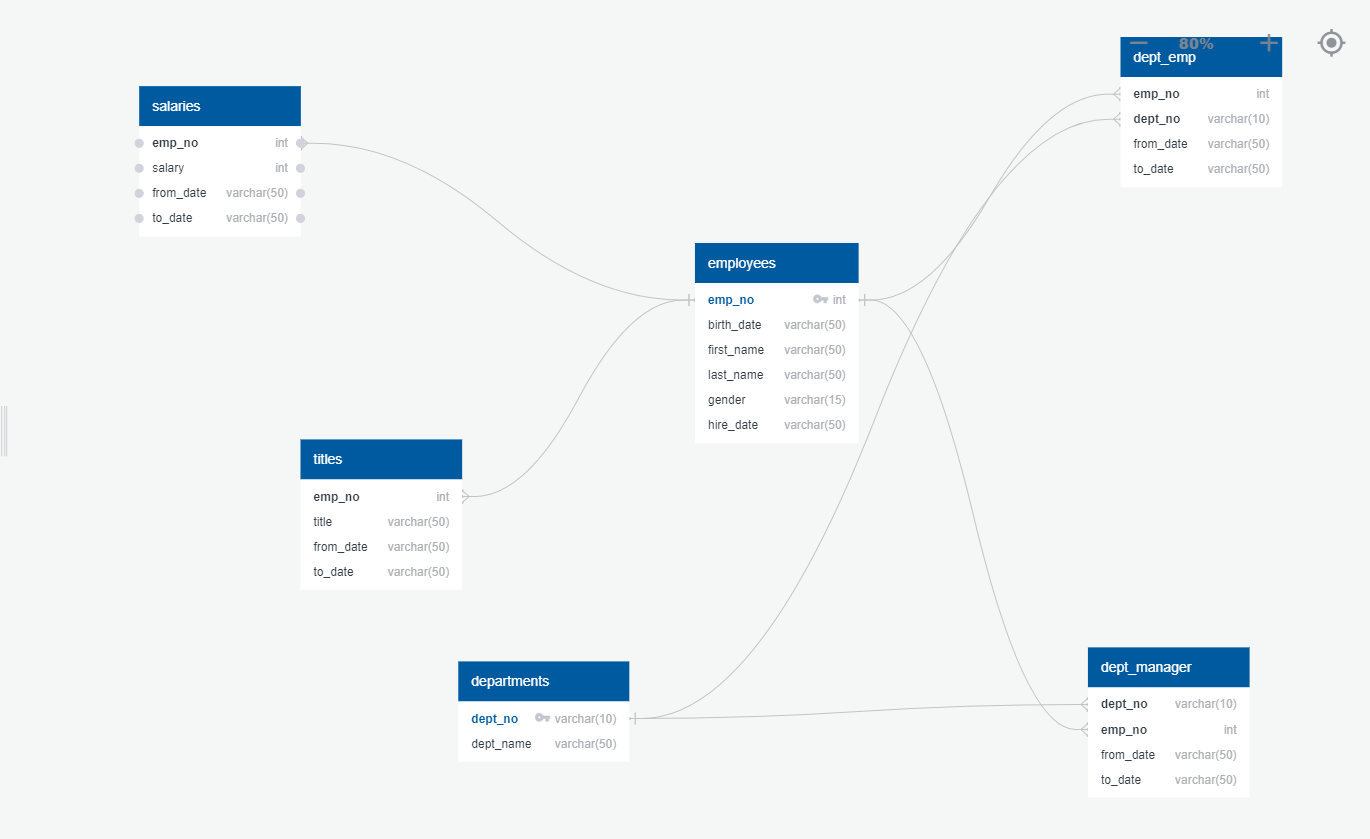 80%
dept_emp
emp_no int
dept_no varchar(10)
from_date varchar(50)
to_date varchar(50)
salaries
emp_no int
salary int
from_date varchar(50)
to_date varchar(50)
employees
emp_no int
birth_date varchar(50)
first_name varchar(50)
last_name varchar(50)
gender varchar(15)
hire_date varchar(50)
titles
emp_no int
title varchar(50)
from_date varchar(50)
to_date varchar(50)
departments
dept_no varchar(10)
dept_name varchar(50)
dept_manager
dept_no varchar(10)
emp_no int
from_date varchar(50)
to_date varchar(50)